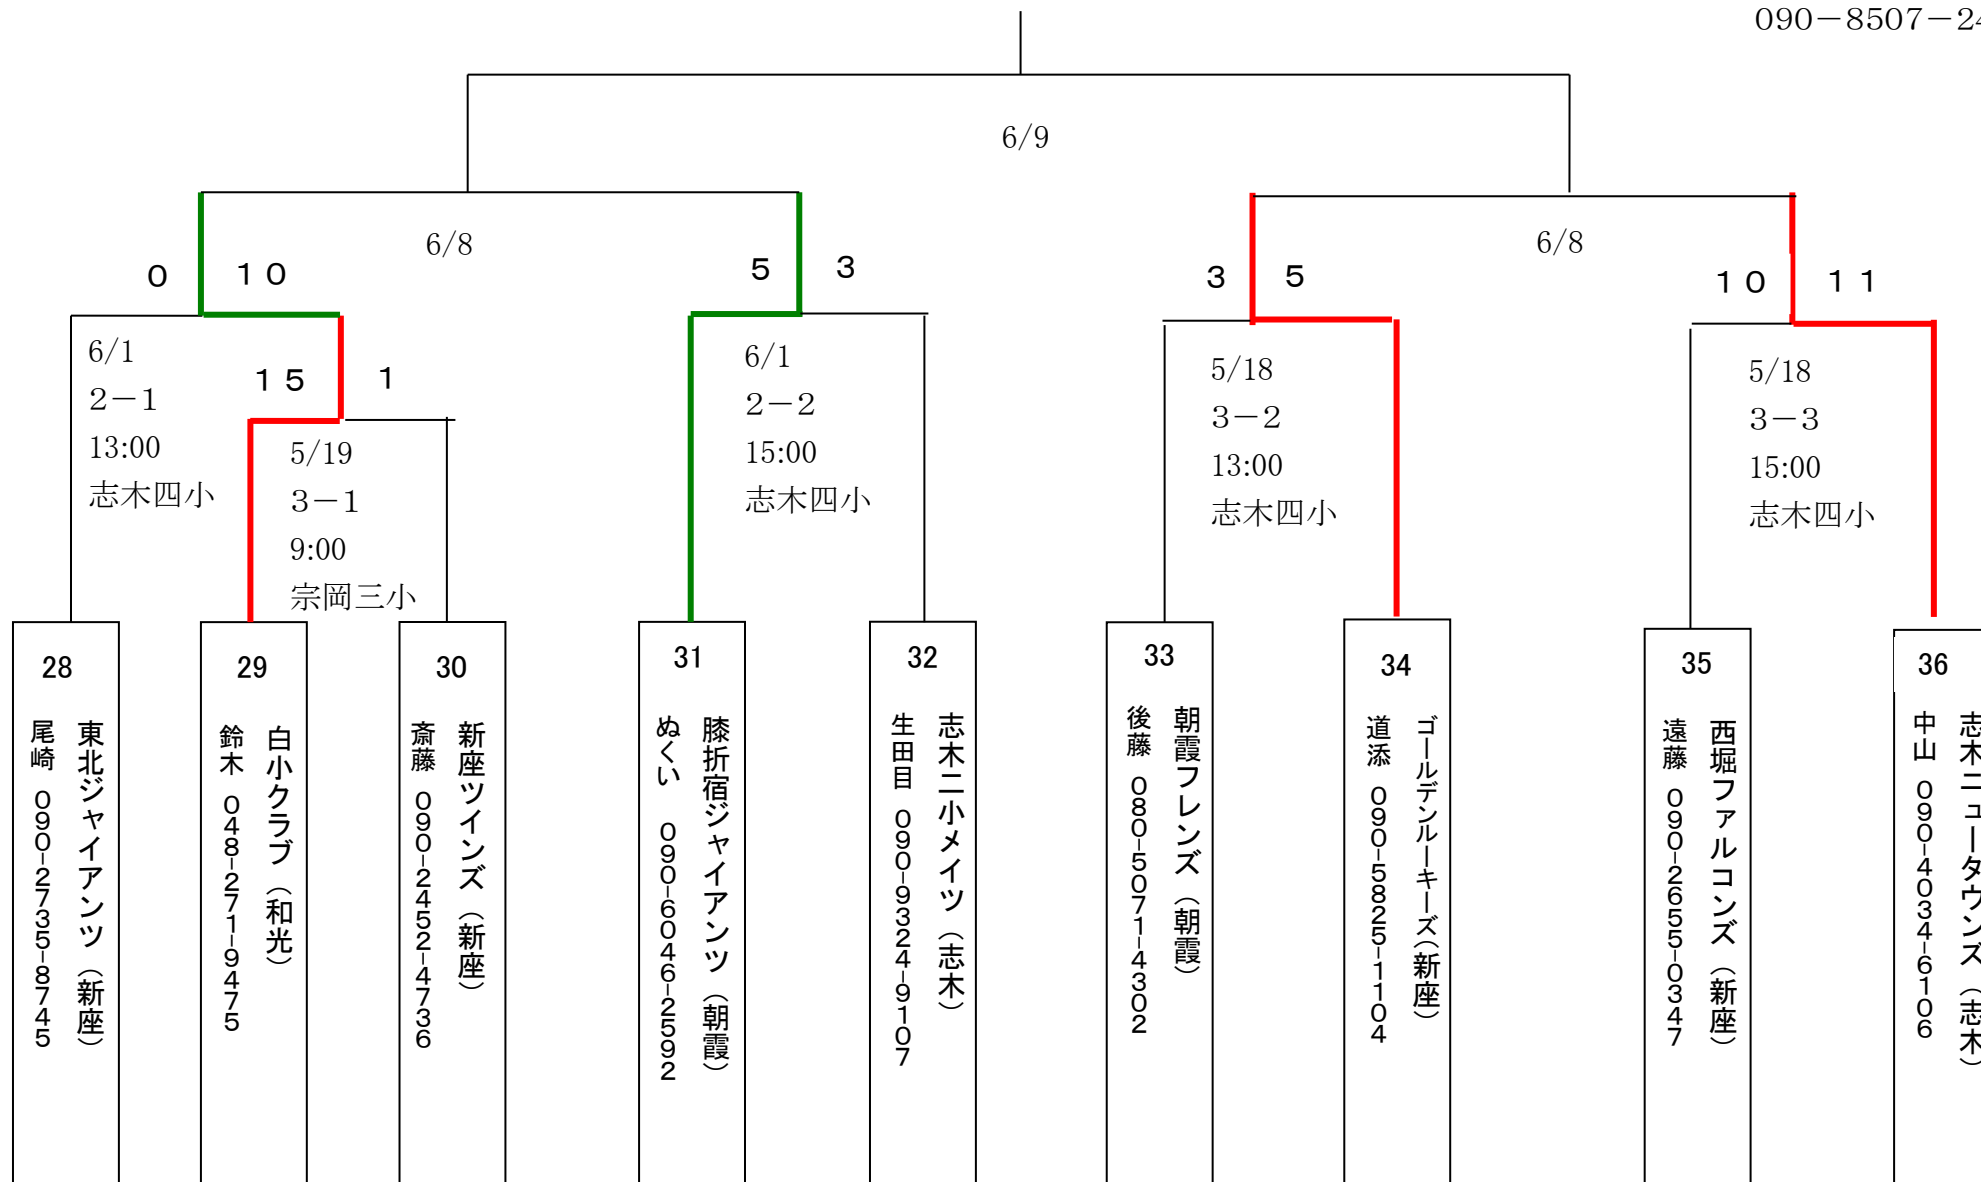 090－8507－24
6/9
6/8
6/8
0 10
5 3
3 5
10 11
6/1
2－1
13:00
志木四小
15 1
5/19
3－1
9:00
宗岡三小
6/1
2－2
15:00
志木四小
5/18
3－2
13:00
志木四小
5/18
3－3
15:00
志木四小
28
東北ジャイアンツ（新座）
尾崎 090-2735-8745
29
白小クラブ（和光）
鈴木 048-271-9475
30
新座ツインズ（新座）
斎藤 090-2452-4736
31
膝折宿ジャイアンツ（朝霞）
ぬくい 090-6046-2592
32
志木二小メイツ（志木）
生田目 090-9324-9107
33
朝霞フレンズ（朝霞）
後藤 080-5071-4302
34
ゴールデンルーキーズ（新座）
道添 090-5825-1104
35
西堀ファルコンズ（新座）
遠藤 090-2655-0347
36
志木ニュータウンズ（志木）
中山 090-4034-6106